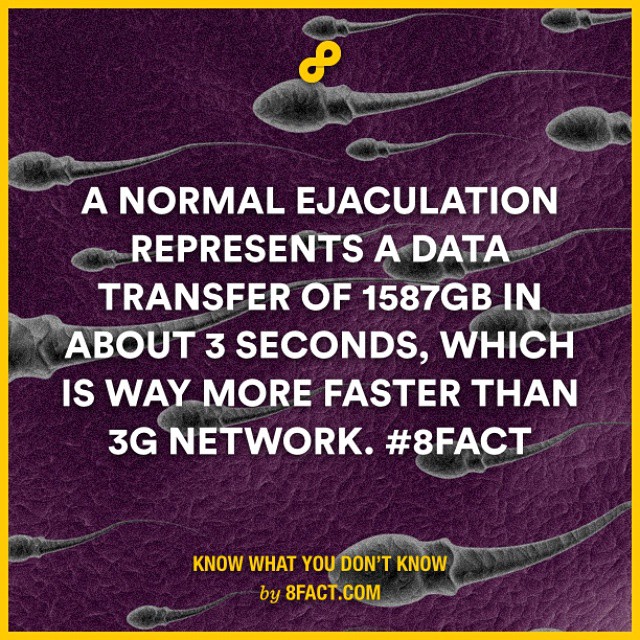 A NORMAL EJACULATION
REPRESENTS A DATA
TRANSFER OF 1587GB IN
ABOUT 3 SECONDS, WHICH
IS WAY MORE FASTER THAN
3G NETWORK. #8FACT
KNOW WHAT YOU DON'T KNOW
by 8FACT.COM